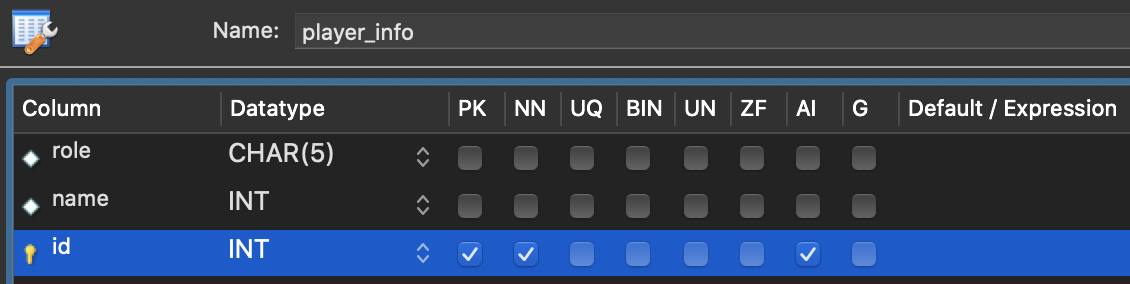 Name: player_info
Column Datatype PK NN UQ BIN UN ZF AI G Default / Expression
role CHAR(5)
name INT
id INT